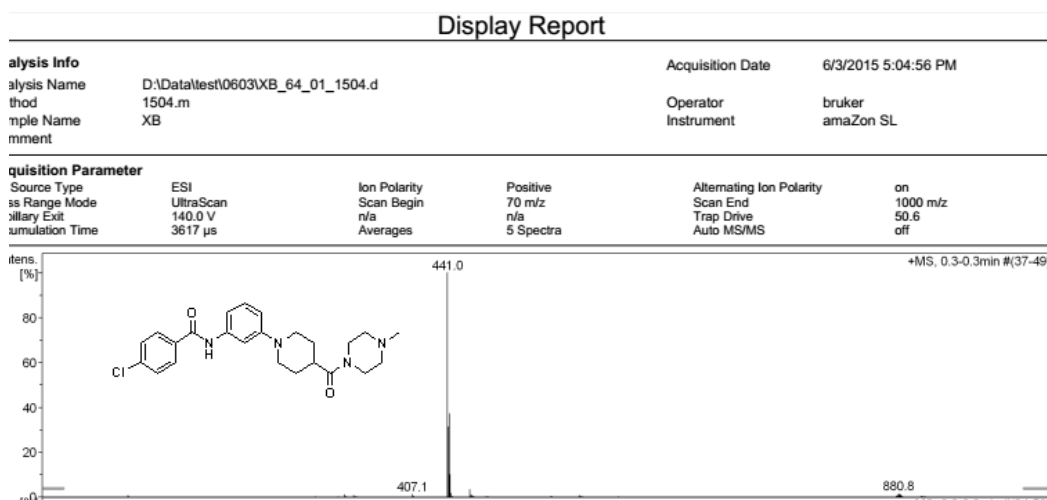 Display Report
alysis Info
Acquisition Date 6/3/2015 5:04:56 PM
alysis Name D:\Data\test\0603\XB_64_01_1504.d
thod 1504.m Operator bruker
mple Name XB Instrument amaZon SL
mment
quisition Parameter
Source Type ESI Ion Polarity Positive Alternating Ion Polarity on
ss Range Mode UltraScan Scan Begin 70 m/z Scan End 1000 m/z
pillary Exit 140.0 V n/a n/a Trap Drive 50.6
cumulation Time 3617 µs Averages 5 Spectra Auto MS/MS off
tens.
[%]
441.0
+MS, 0.3-0.3min #(37-49
80
60
40
20
0
O
N
H
Cl
N
N
N
O
407.1
880.8